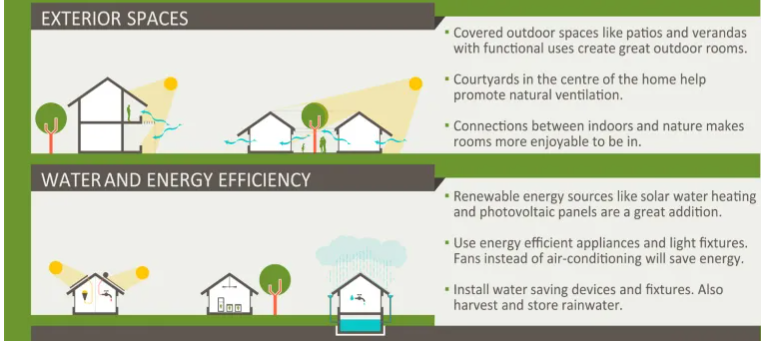 EXTERIOR SPACES
▪ Covered outdoor spaces like patios and verandas
with functional uses create great outdoor rooms.
▪ Courtyards in the centre of the home help
promote natural ventilation.
▪ Connections between indoors and nature makes
rooms more enjoyable to be in.
WATER AND ENERGY EFFICIENCY
▪ Renewable energy sources like solar water heating
and photovoltaic panels are a great addition.
▪ Use energy efficient appliances and light fixtures.
Fans instead of air-conditioning will save energy.
▪ Install water saving devices and fixtures. Also
harvest and store rainwater.